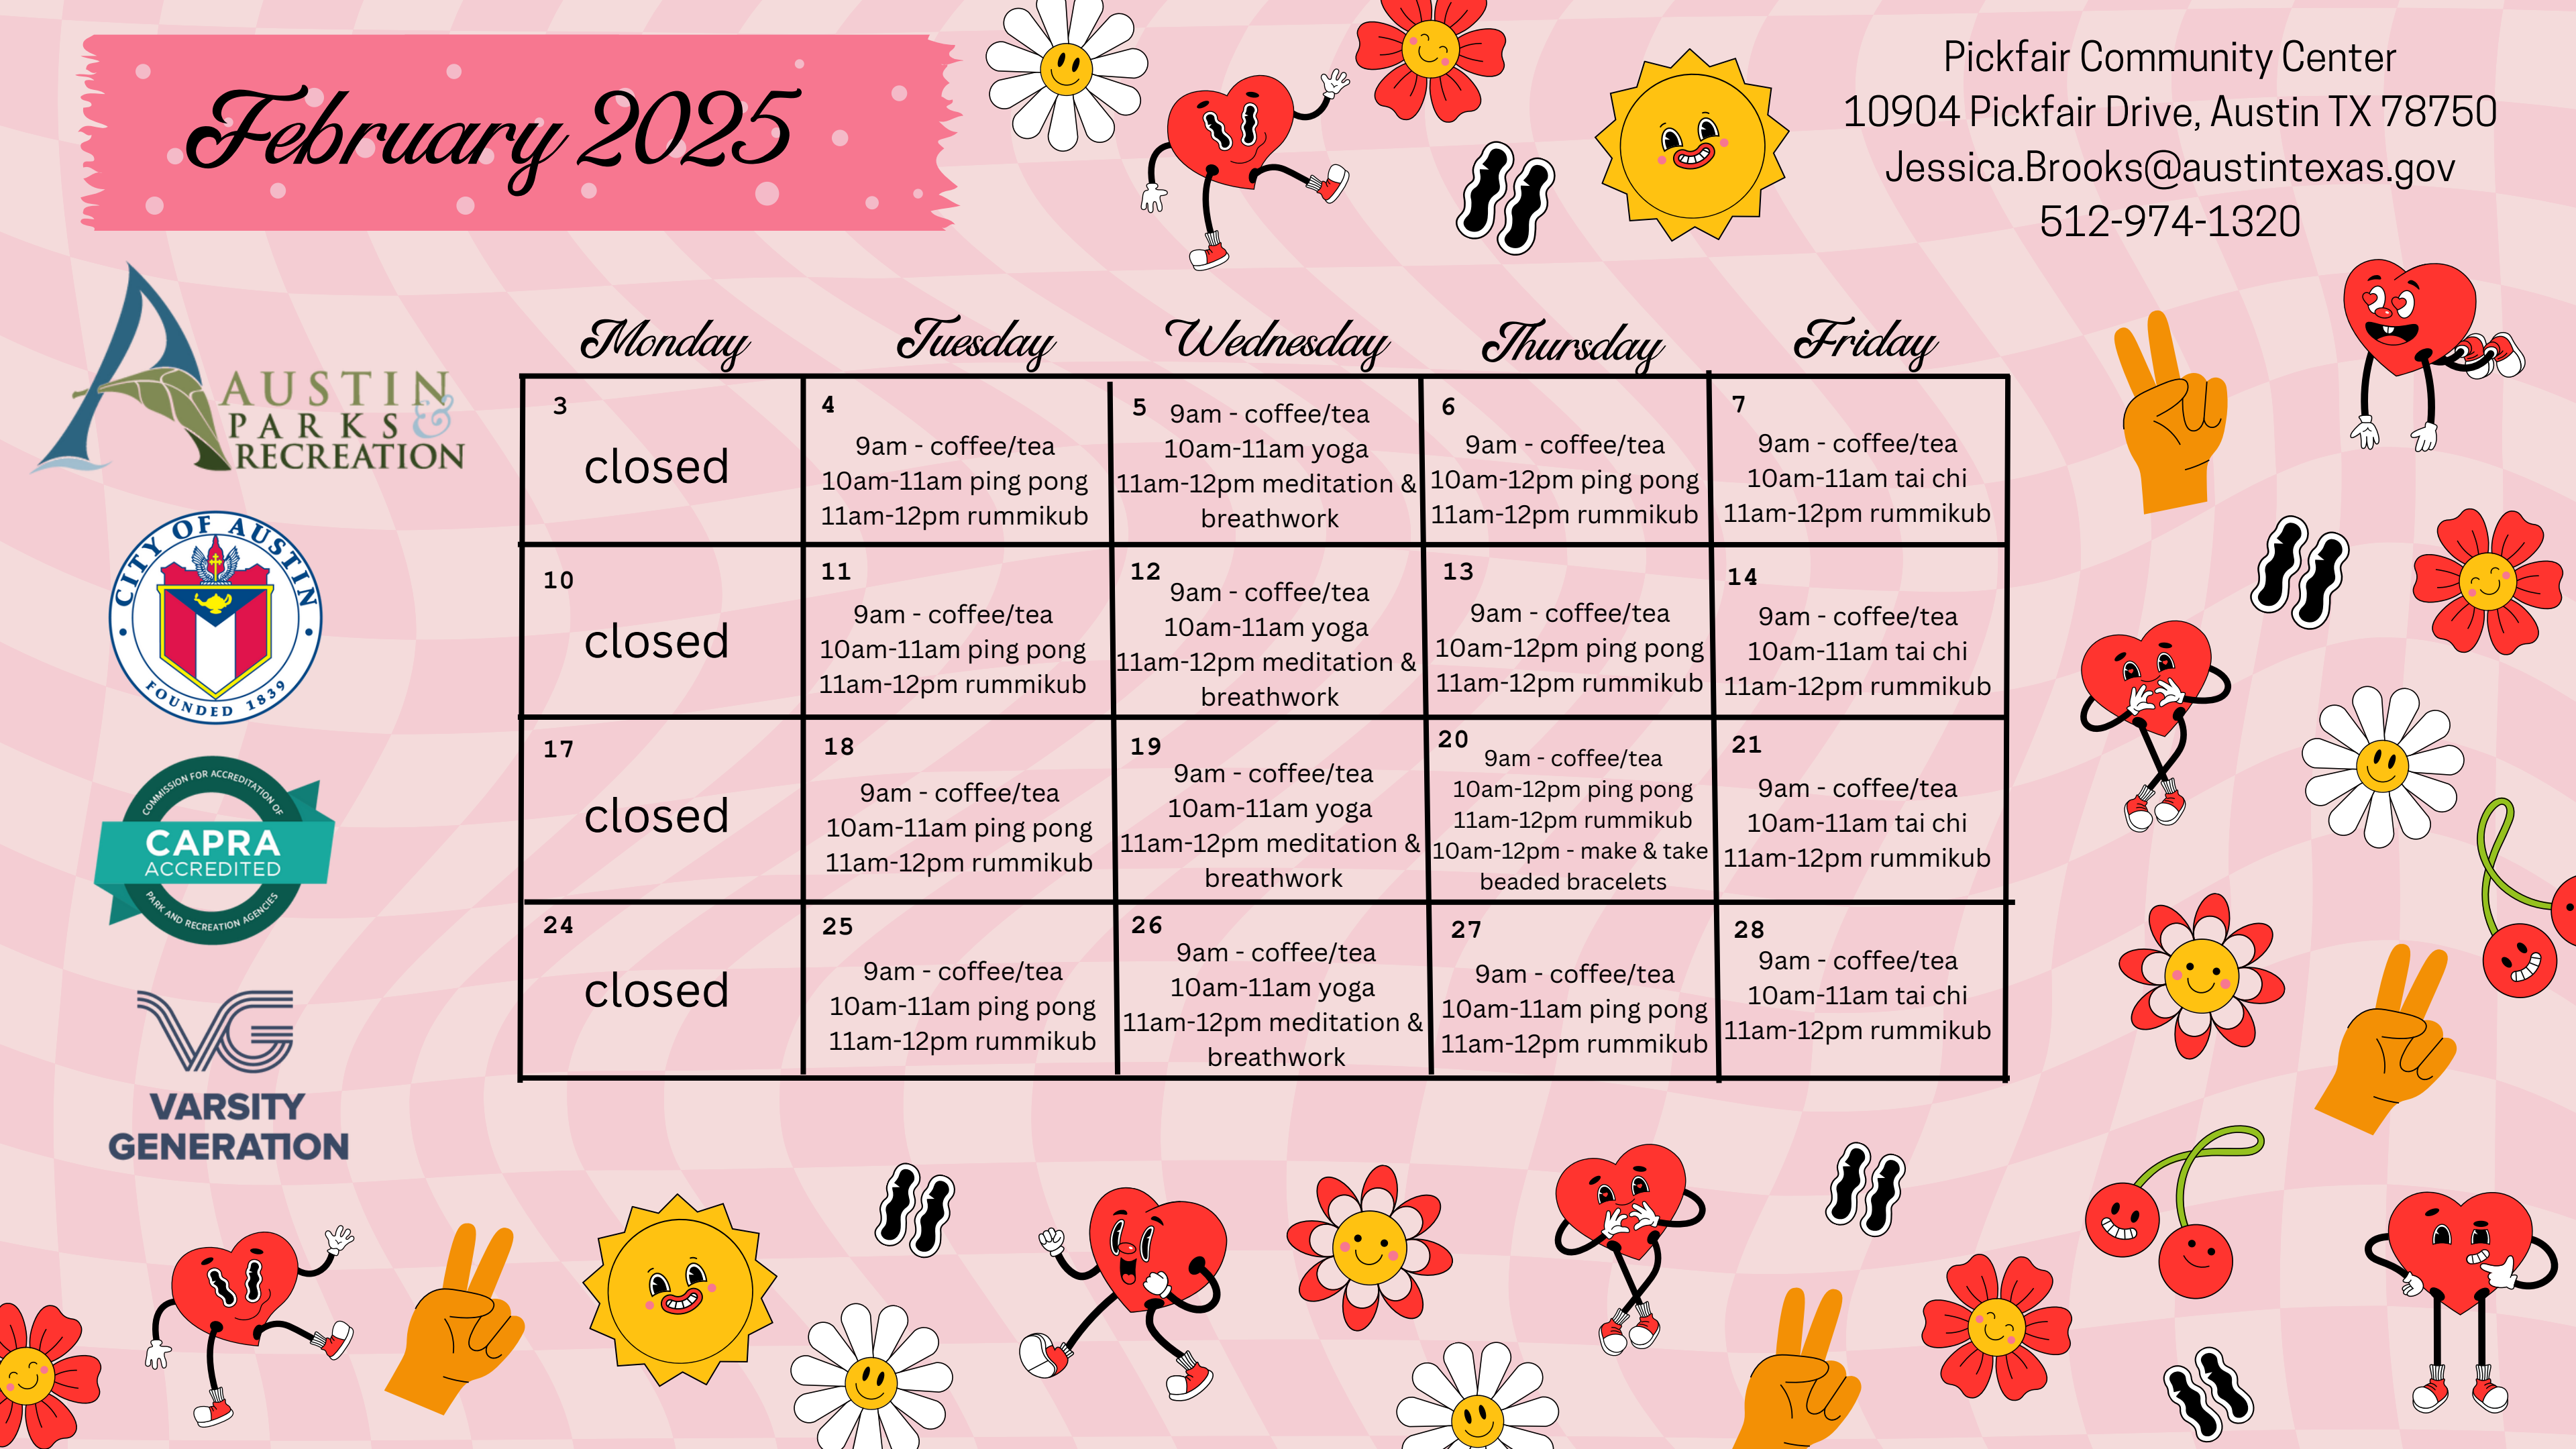 February 2025
Pickfair Community Center
10904 Pickfair Drive, Austin TX 78750
Jessica.Brooks@austintexas.gov
512-974-1320
AUSTIN
PARKS &
RECREATION
CITY OF AUSTIN
FOUNDED 1839
COMMISSION FOR ACCREDITATION OF
CAPRA
ACCREDITED
PARK AND RECREATION AGENCIES
VG
VARSITY
GENERATION
Monday
Tuesday
Wednesday
Thursday
Friday
3
closed
4
9am - coffee/tea
10am-11am ping pong
11am-12pm rummikub
5
9am - coffee/tea
10am-11am yoga
11am-12pm meditation &
breathwork
6
9am - coffee/tea
10am-12pm ping pong
11am-12pm rummikub
7
9am - coffee/tea
10am-11am tai chi
11am-12pm rummikub
10
closed
11
9am - coffee/tea
10am-11am ping pong
11am-12pm rummikub
12
9am - coffee/tea
10am-11am yoga
11am-12pm meditation &
breathwork
13
9am - coffee/tea
10am-12pm ping pong
11am-12pm rummikub
14
9am - coffee/tea
10am-11am tai chi
11am-12pm rummikub
17
closed
18
9am - coffee/tea
10am-11am ping pong
11am-12pm rummikub
19
9am - coffee/tea
10am-11am yoga
11am-12pm meditation &
breathwork
20
9am - coffee/tea
10am-12pm ping pong
11am-12pm rummikub
10am-12pm - make & take
beaded bracelets
21
9am - coffee/tea
10am-11am tai chi
11am-12pm rummikub
24
closed
25
9am - coffee/tea
10am-11am ping pong
11am-12pm rummikub
26
9am - coffee/tea
10am-11am yoga
11am-12pm meditation &
breathwork
27
9am - coffee/tea
10am-11am ping pong
11am-12pm rummikub
28
9am - coffee/tea
10am-11am tai chi
11am-12pm rummikub